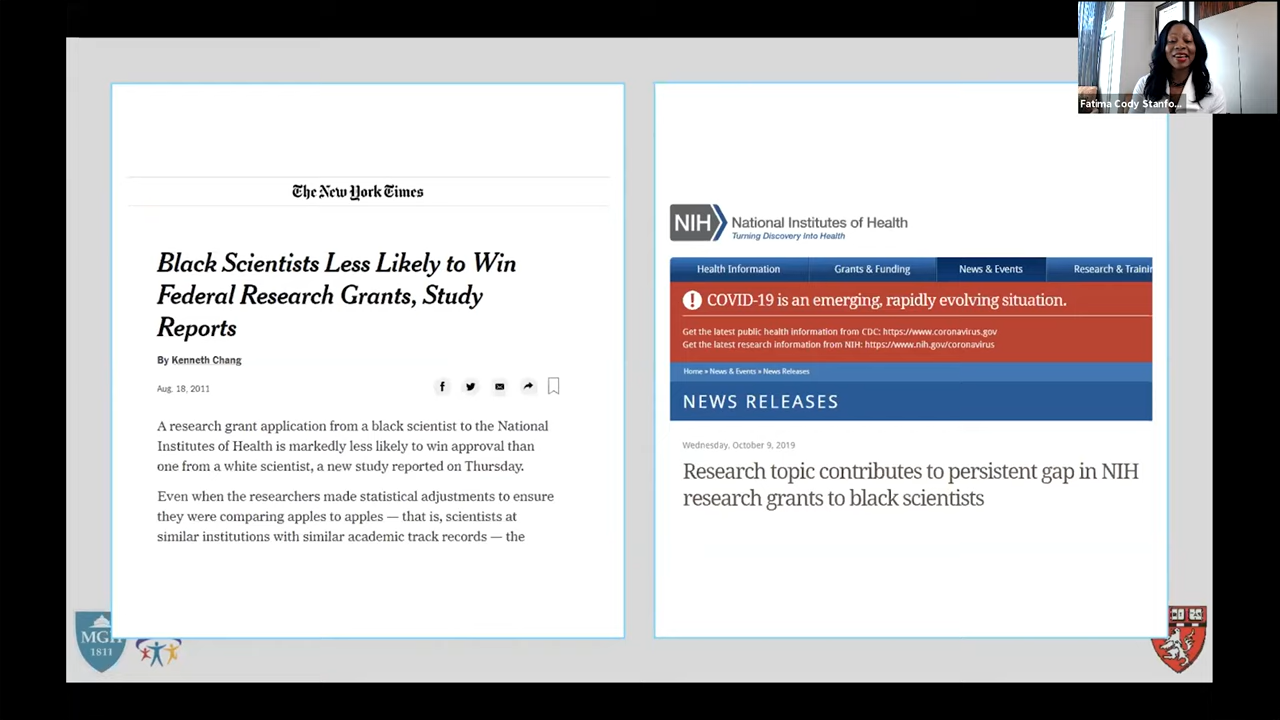 The New York Times
Black Scientists Less Likely to Win
Federal Research Grants, Study
Reports
By Kenneth Chang
Aug. 18, 2011
A research grant application from a black scientist to the National
Institutes of Health is markedly less likely to win approval than
one from a white scientist, a new study reported on Thursday.
Even when the researchers made statistical adjustments to ensure
they were comparing apples to apples — that is, scientists at
similar institutions with similar academic track records — the
NIH National Institutes of Health
Turning Discovery Into Health
Health Information Grants & Funding News & Events Research & Trainin
! COVID-19 is an emerging, rapidly evolving situation.
Get the latest public health information from CDC: https://www.coronavirus.gov
Get the latest research information from NIH: https://www.nih.gov/coronavirus
Home » News & Events » News Releases
NEWS RELEASES
Wednesday, October 9, 2019
Research topic contributes to persistent gap in NIH
research grants to black scientists
Fatima Cody Stanfo...
MGH
1811